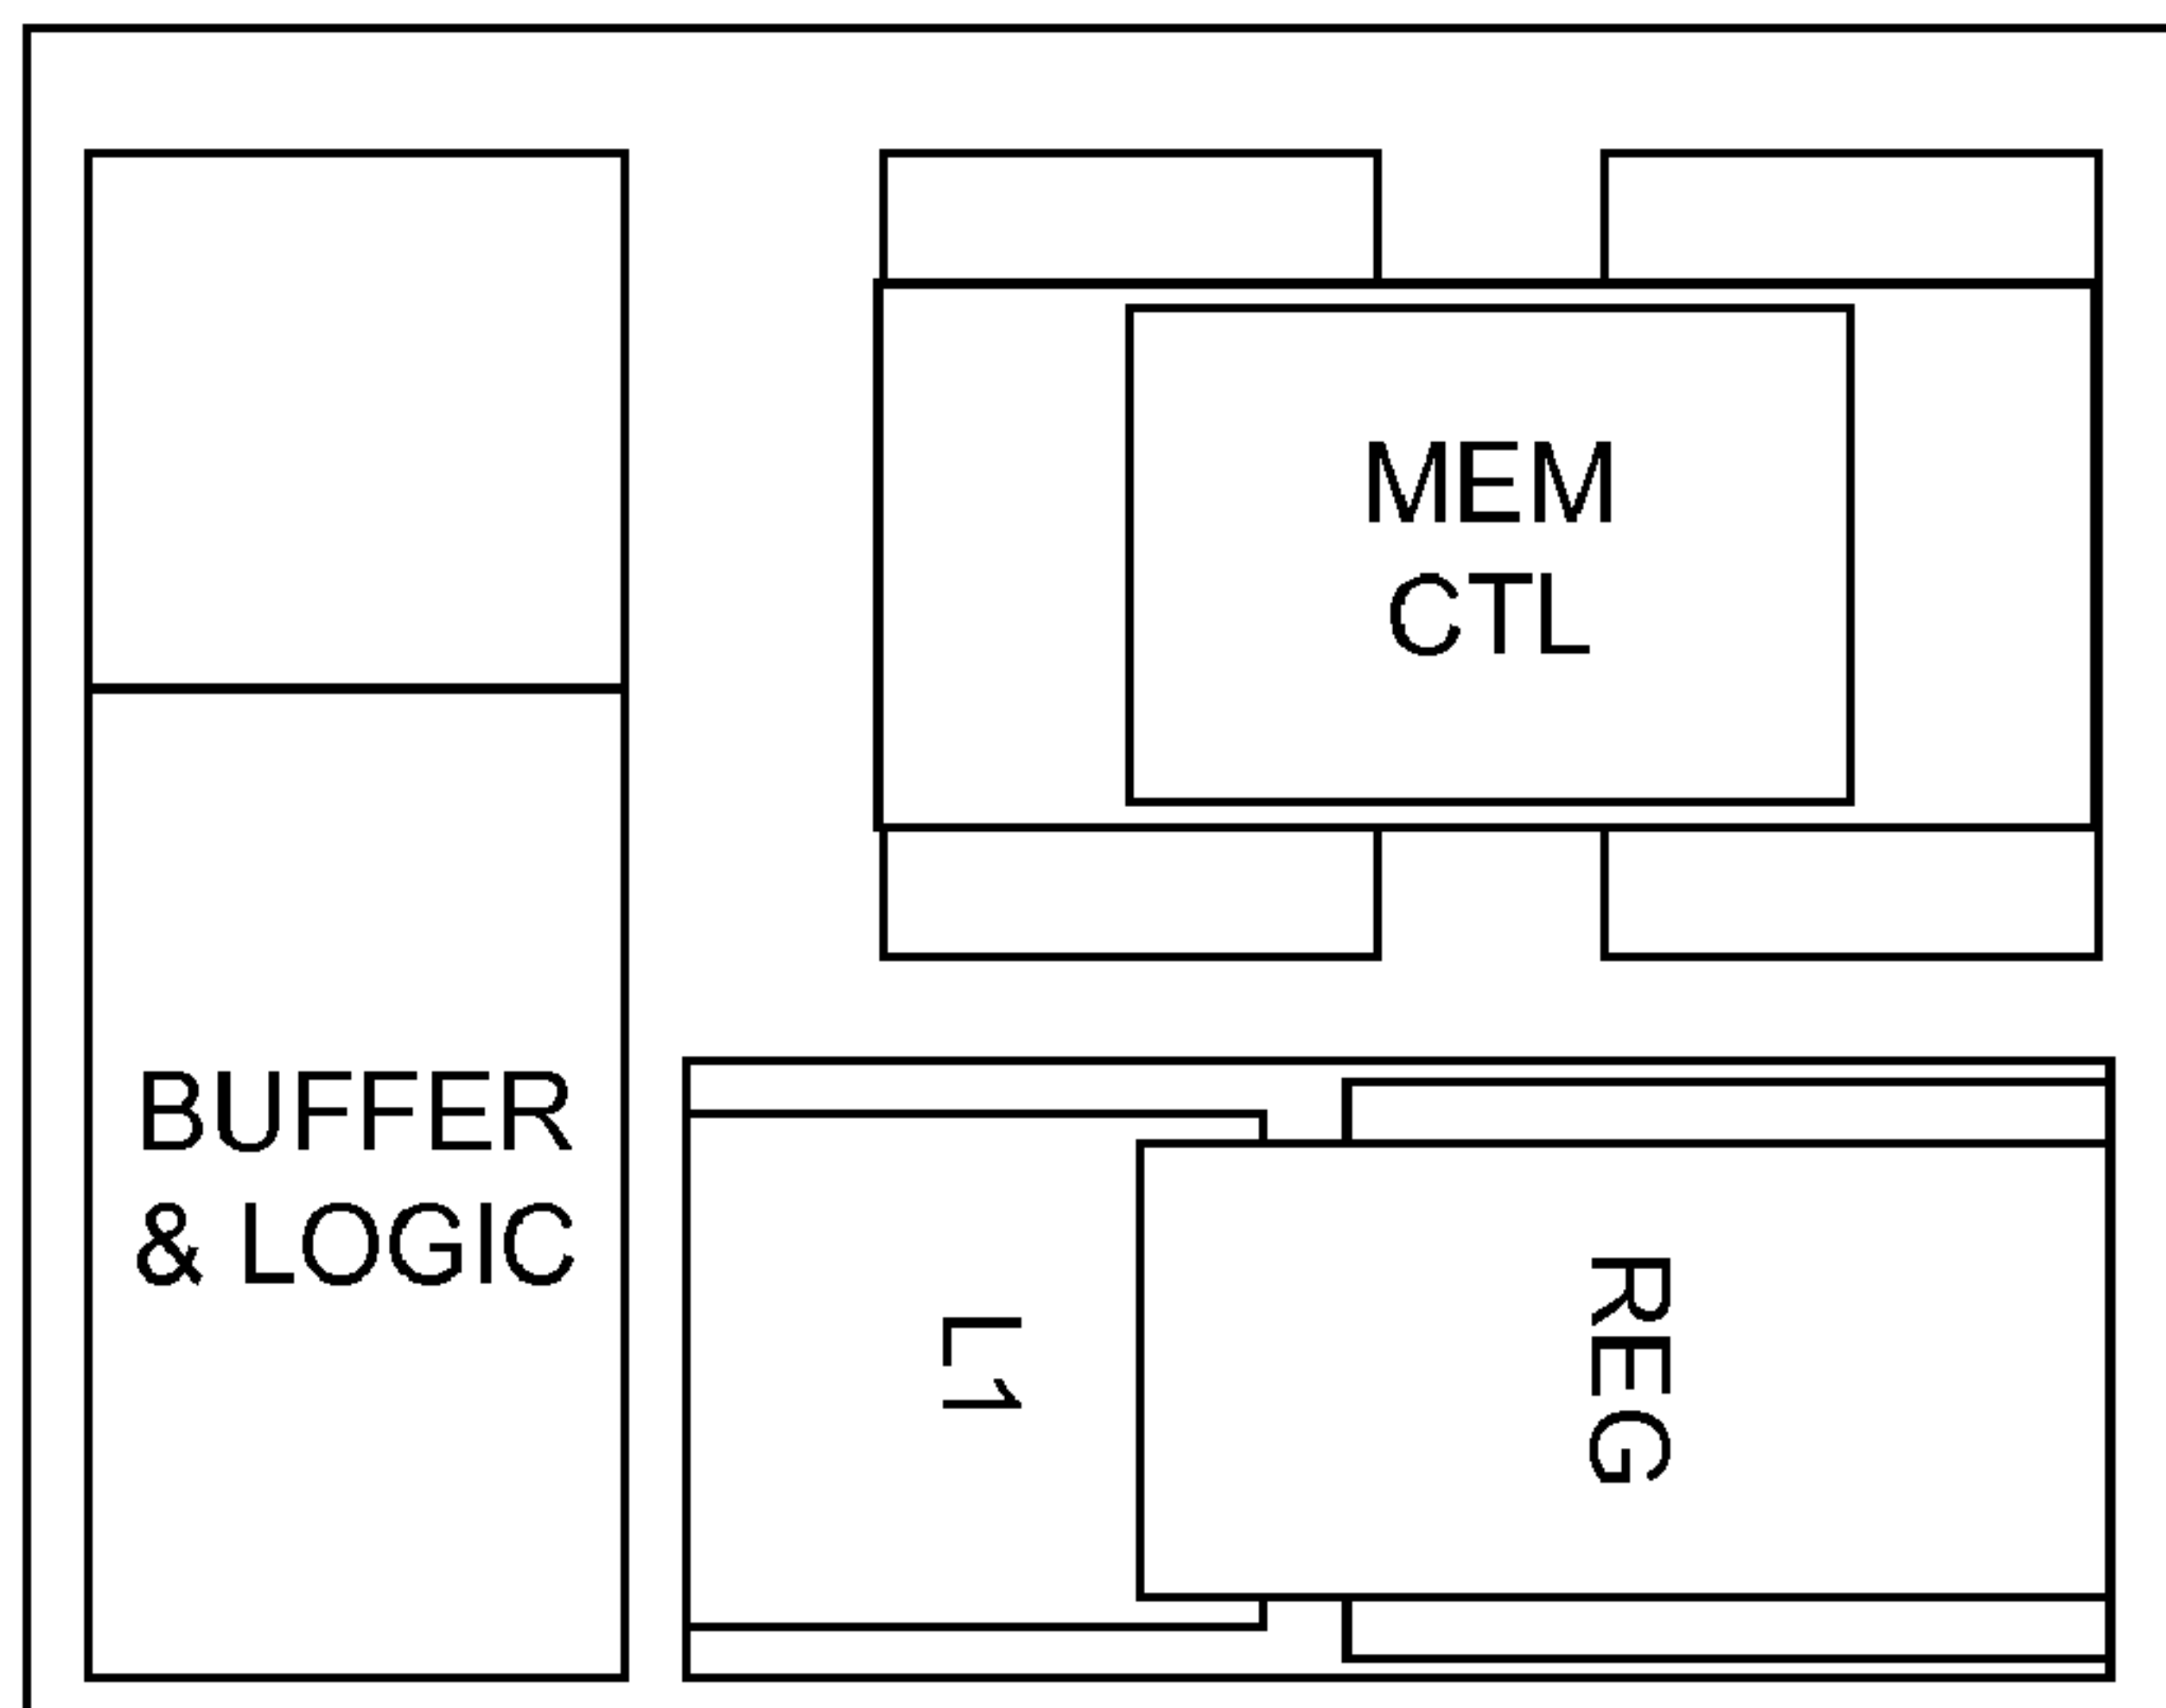 MEM
CTL
BUFFER
& LOGIC
L1
REG